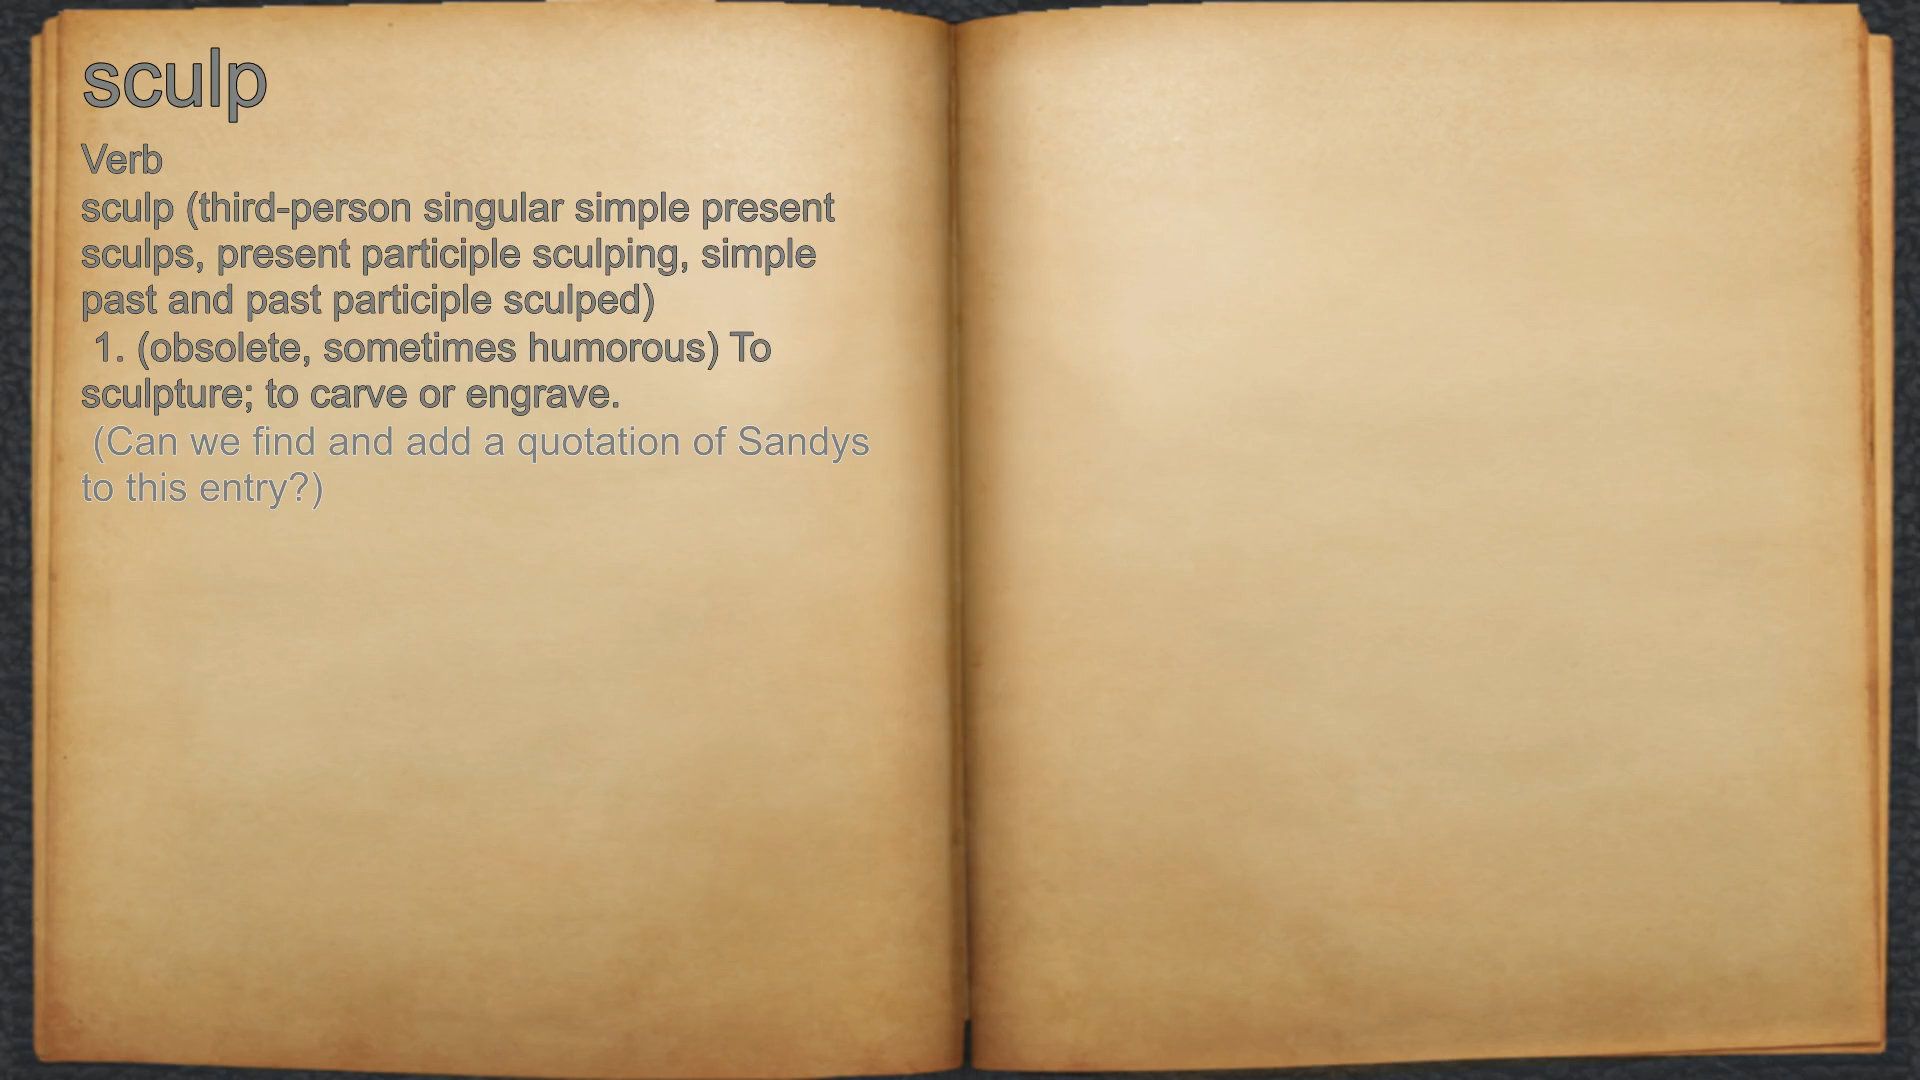 sculp
Verb
sculp (third-person singular simple present
sculps, present participle sculping, simple
past and past participle sculped)
1. (obsolete, sometimes humorous) To
sculpture; to carve or engrave.
(Can we find and add a quotation of Sandys
to this entry?)